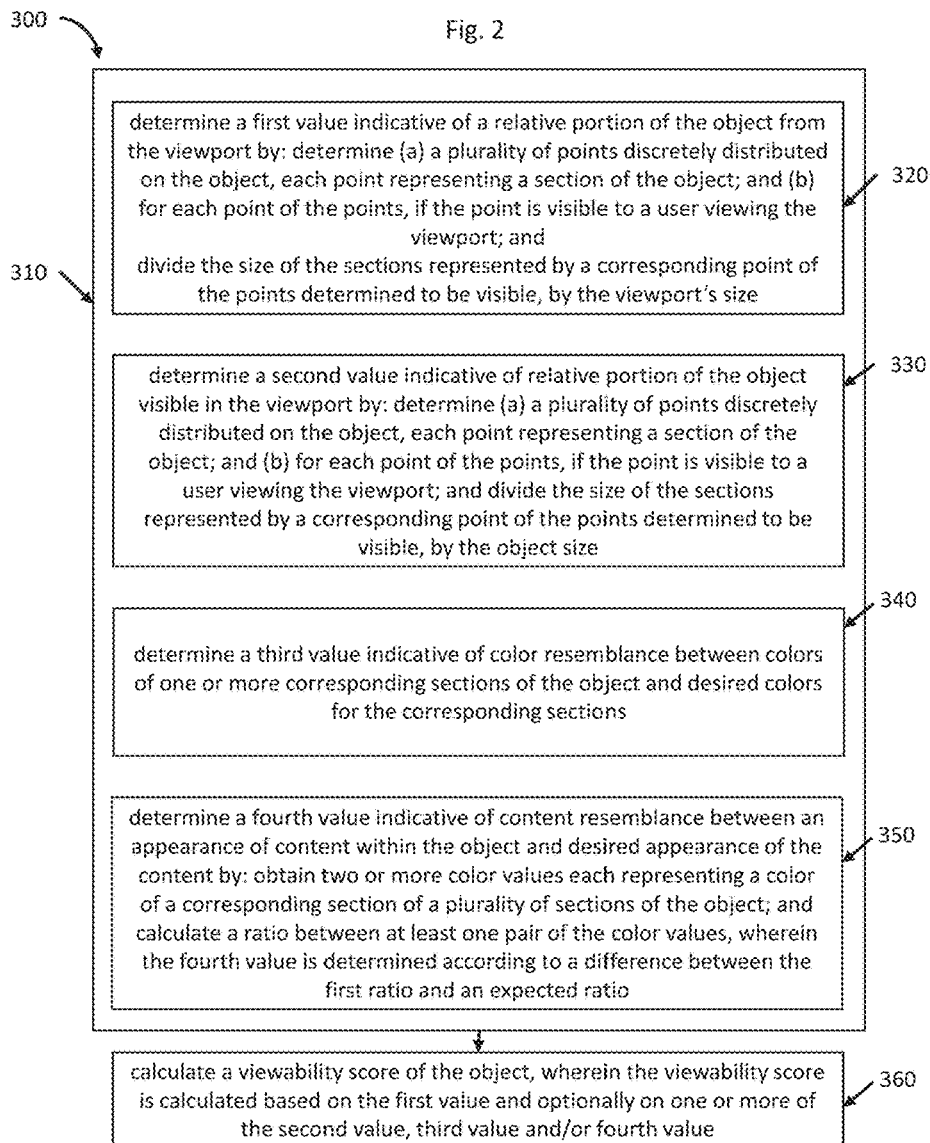 300
Fig. 2
determine a first value indicative of a relative portion of the object from
the viewport by: determine (a) a plurality of points discretely distributed
on the object, each point representing a section of the object; and (b)
for each point of the points, if the point is visible to a user viewing the
viewport; and
divide the size of the sections represented by a corresponding point of
the points determined to be visible, by the viewport's size
320
310
determine a second value indicative of relative portion of the object
visible in the viewport by: determine (a) a plurality of points discretely
distributed on the object, each point representing a section of the
object; and (b) for each point of the points, if the point is visible to a
user viewing the viewport; and divide the size of the sections
represented by a corresponding point of the points determined to be
visible, by the object size
330
determine a third value indicative of color resemblance between colors
of one or more corresponding sections of the object and desired colors
for the corresponding sections
340
determine a fourth value indicative of content resemblance between an
appearance of content within the object and desired appearance of the
content by: obtain two or more color values each representing a color
of a corresponding section of a plurality of sections of the object; and
calculate a ratio between at least one pair of the color values, wherein
the fourth value is determined according to a difference between the
first ratio and an expected ratio
350
calculate a viewability score of the object, wherein the viewability score
is calculated based on the first value and optionally on one or more of
the second value, third value and/or fourth value
360